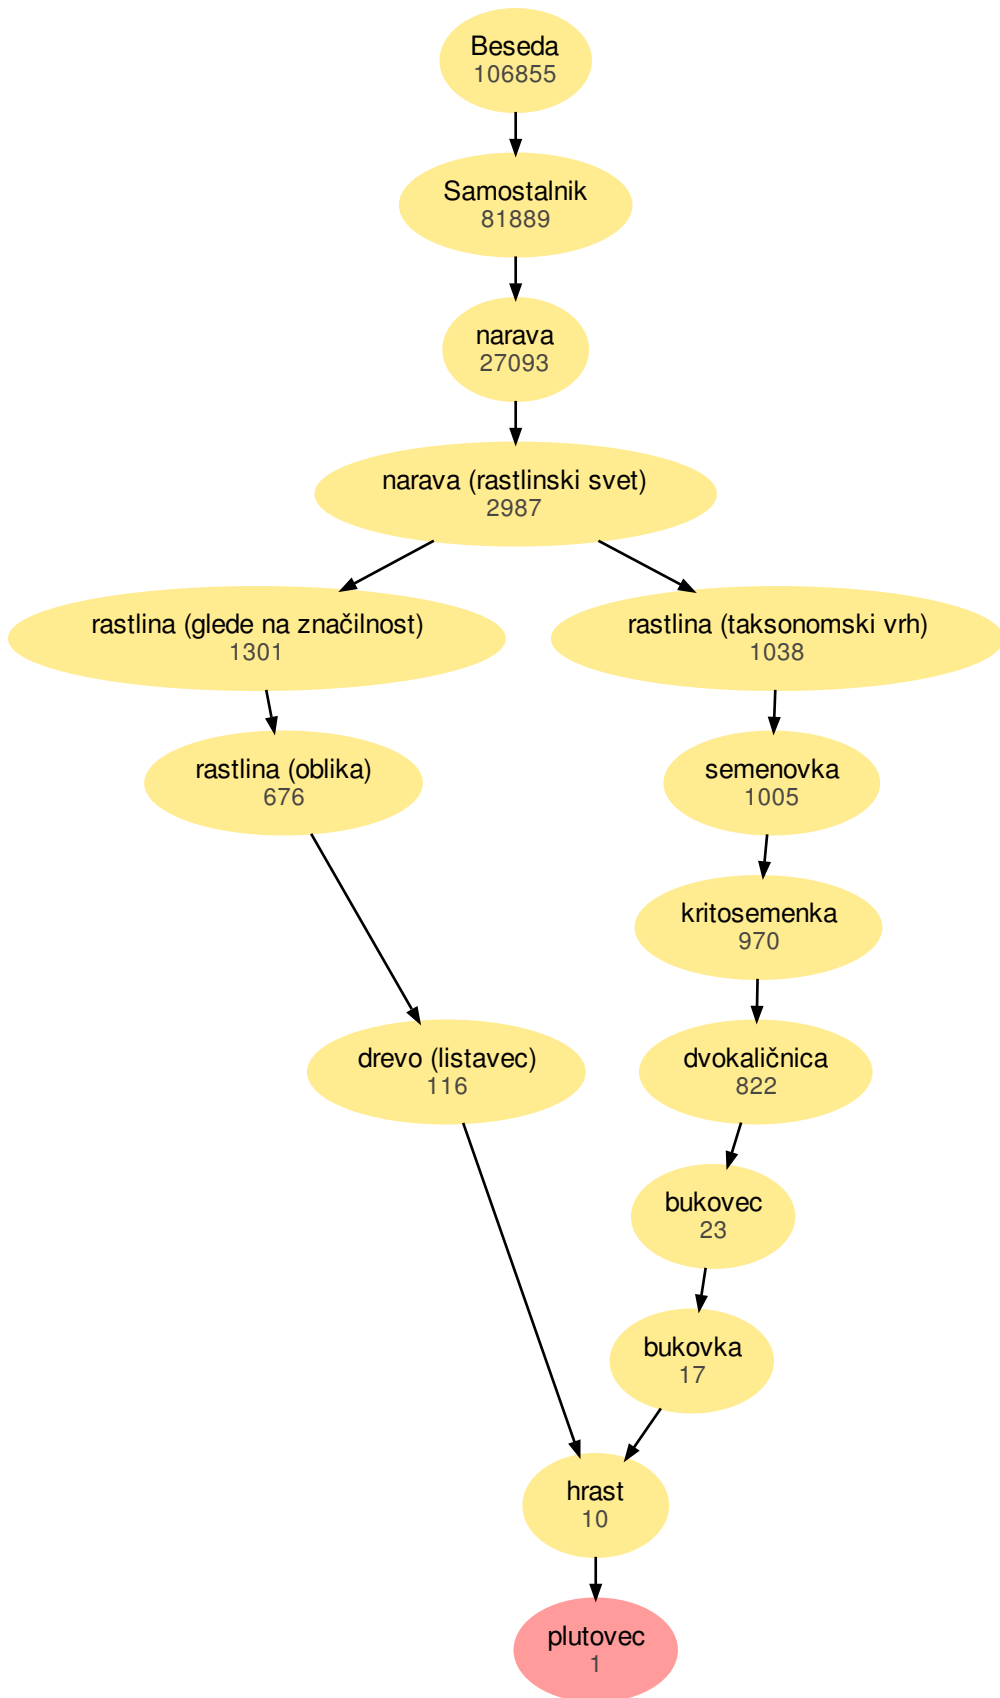 Beseda
106855
Samostalnik
81889
narava
27093
narava (rastlinski svet)
2987
rastlina (glede na značilnost)
1301
rastlina (taksonomski vrh)
1038
rastlina (oblika)
676
semenovka
1005
kritosemenka
970
drevo (listavec)
116
dvokaličnica
822
bukovec
23
bukovka
17
hrast
10
plutovec
1